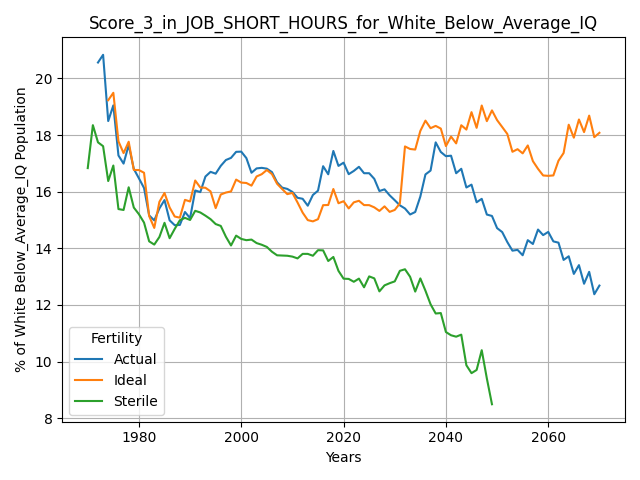 Score_3_in_JOB_SHORT_HOURS_for_White_Below_Average_IQ
% of White Below_Average_IQ Population
20
18
16
14
12
10
8
Fertility
Actual
Ideal
Sterile
1980 2000 2020 2040 2060
Years